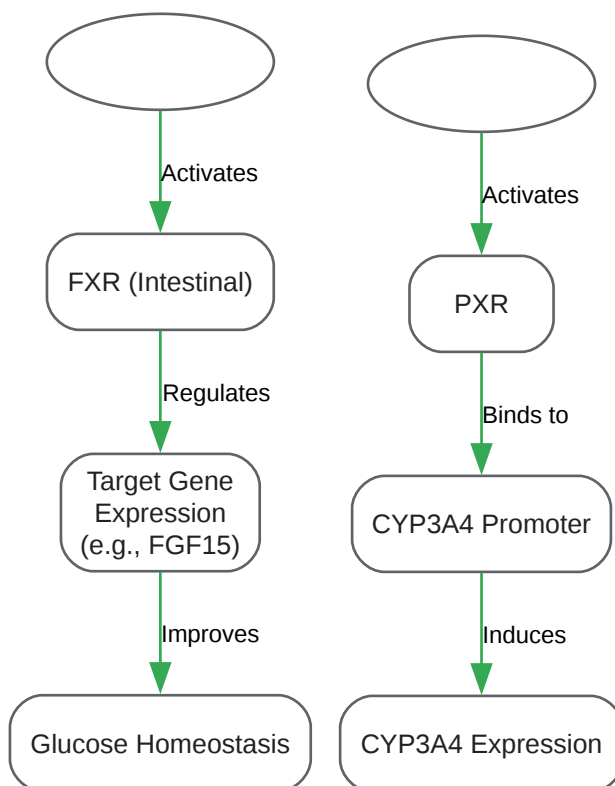 Activates
FXR (Intestinal)
Regulates
Target Gene
Expression
(e.g., FGF15)
Improves
Glucose Homeostasis
Activates
PXR
Binds to
CYP3A4 Promoter
Induces
CYP3A4 Expression